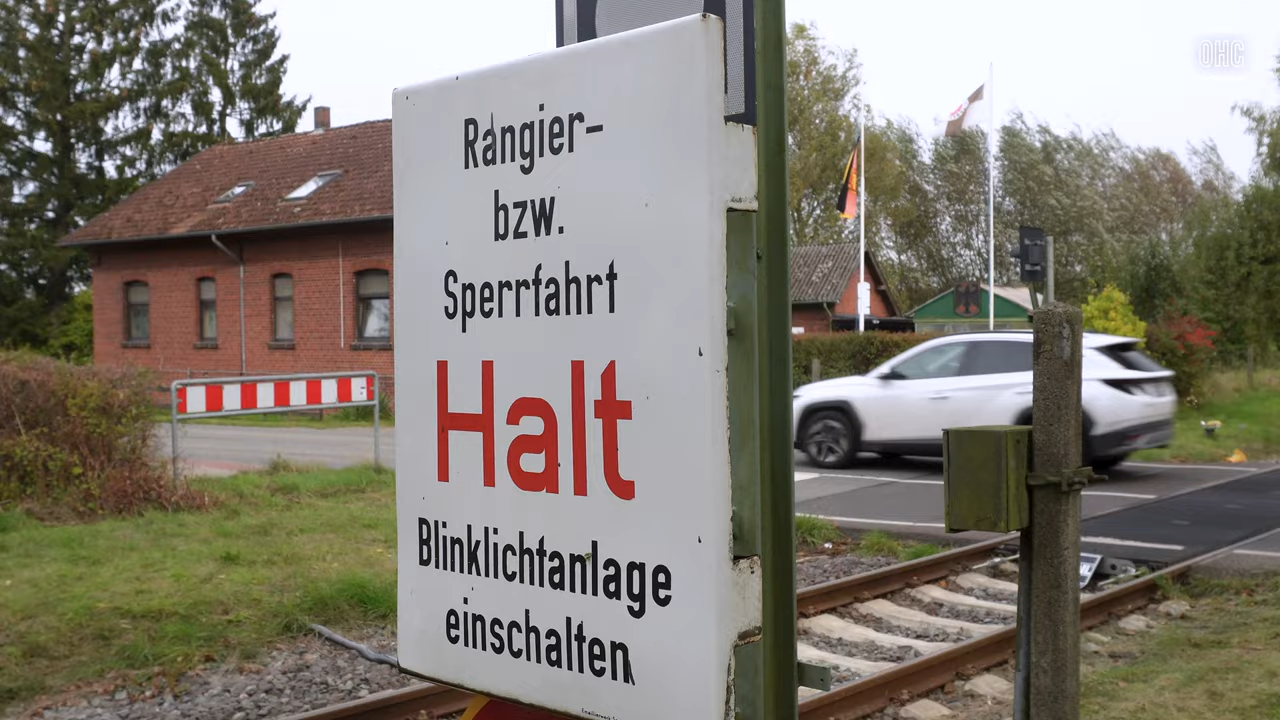 OHC
Rangier-
bzw.
Sperrfahrt
Halt
Blinklichtanlage
einschalten